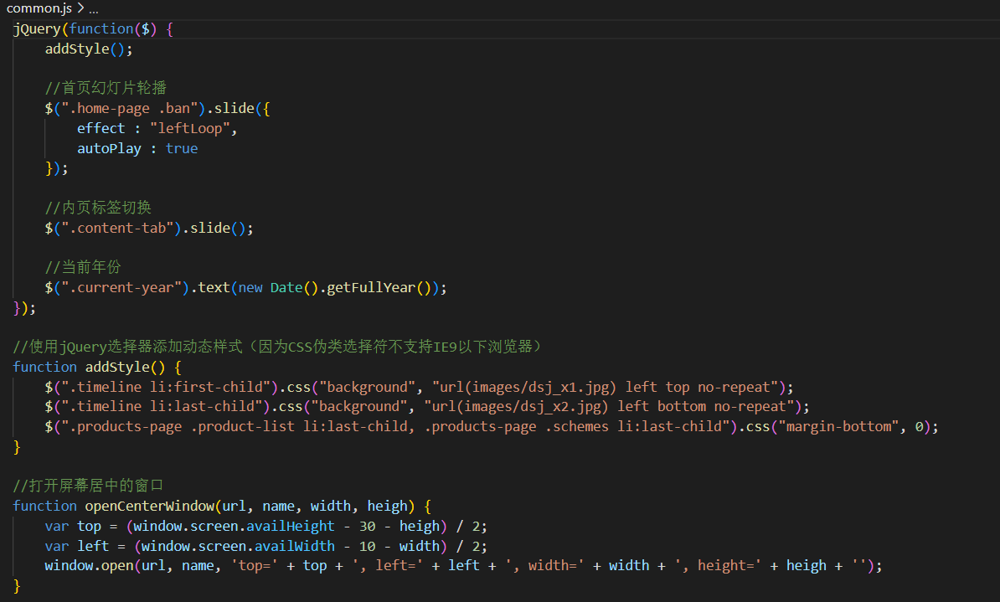 common.js > ...
jQuery(function($) {
    addStyle();
    //首页幻灯片轮播
    $(".home-page .ban").slide({
        effect : "leftLoop",
        autoPlay : true
    });
    //内页标签切换
    $(".content-tab").slide();
    //当前年份
    $(".current-year").text(new Date().getFullYear());
});
//使用jQuery选择器添加动态样式（因为CSS伪类选择符不支持IE9以下浏览器）
function addStyle() {
    $(".timeline li:first-child").css("background", "url(images/dsj_x1.jpg) left top no-repeat");
    $(".timeline li:last-child").css("background", "url(images/dsj_x2.jpg) left bottom no-repeat");
    $(".products-page .product-list li:last-child, .products-page .schemes li:last-child").css("margin-bottom", 0);
}
//打开屏幕居中的窗口
function openCenterWindow(url, name, width, heigh) {
    var top = (window.screen.availHeight - 30 - heigh) / 2;
    var left = (window.screen.availWidth - 10 - width) / 2;
    window.open(url, name, 'top=' + top + ', left=' + left + ', width=' + width + ', height=' + heigh + '');
}